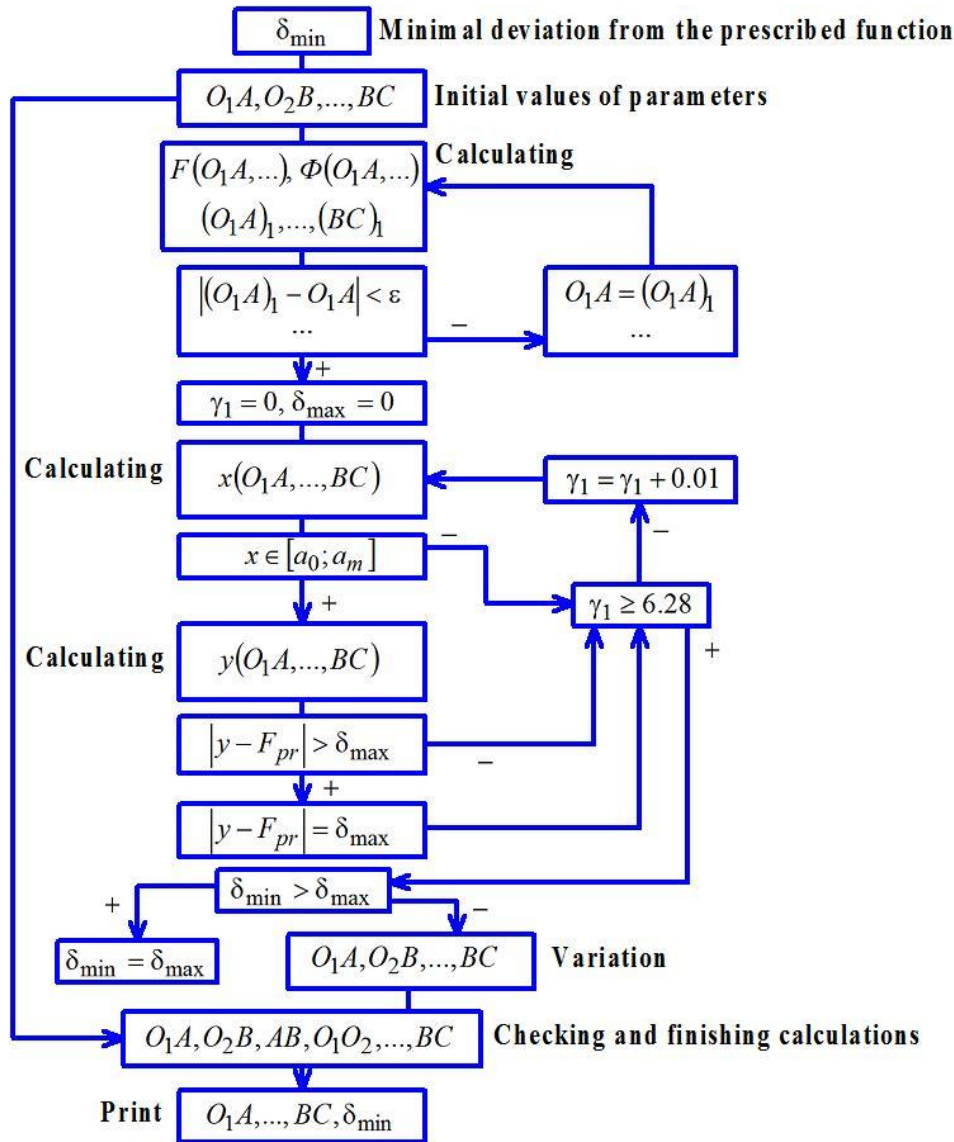 δmin Minimal deviation from the prescribed function
O₁A, O₂B, ..., BC Initial values of parameters
Calculating
F(O₁A, ...), Φ(O₁A, ...)
(O₁A)₁, ..., (BC)₁
|(O₁A)₁ − O₁A| < ε
...
−
O₁A = (O₁A)₁
...
+
γ₁ = 0, δmax = 0
Calculating
x(O₁A, ..., BC)
γ₁ = γ₁ + 0.01
−
x ∈ [a₀; aₘ]
−
+
γ₁ ≥ 6.28
+
Calculating
y(O₁A, ..., BC)
|y − Fpr| > δmax
−
+
|y − Fpr| = δmax
δmin > δmax
+
−
δmin = δmax
O₁A, O₂B, ..., BC Variation
O₁A, O₂B, AB, O₁O₂, ..., BC Checking and finishing calculations
Print O₁A, ..., BC, δmin